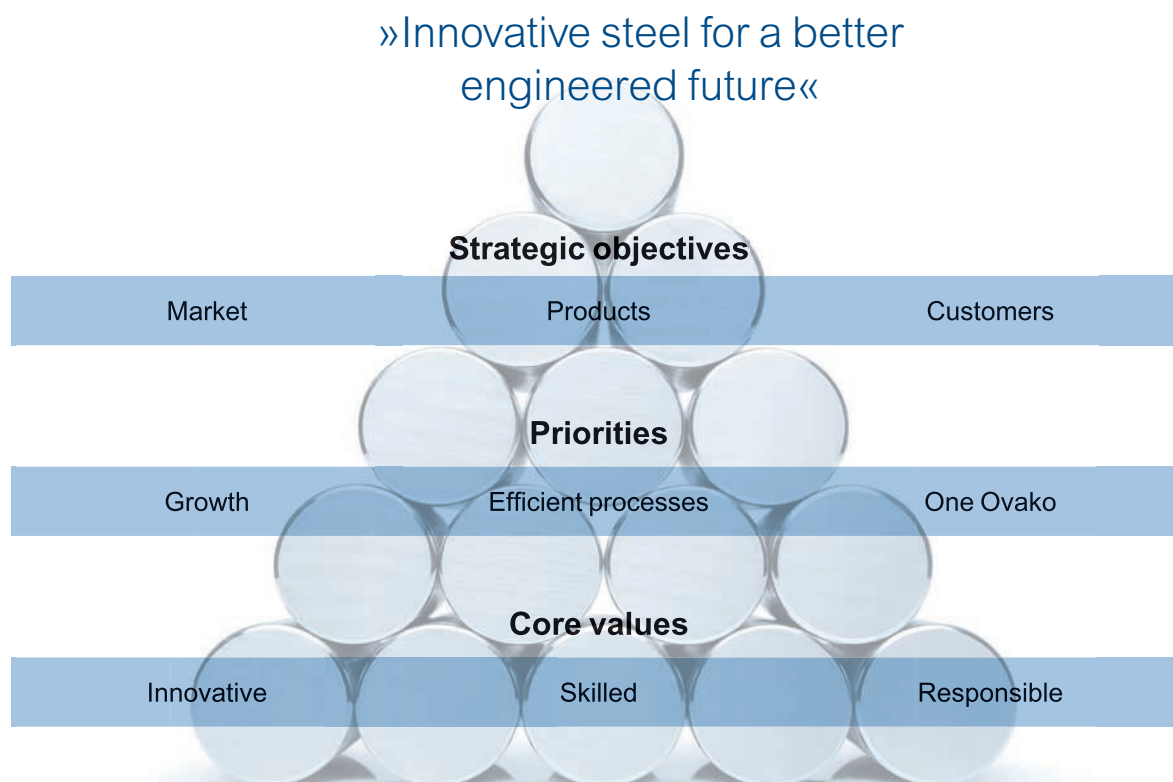 »Innovative steel for a better
engineered future«
Strategic objectives
Market Products Customers
Priorities
Growth Efficient processes One Ovako
Core values
Innovative Skilled Responsible